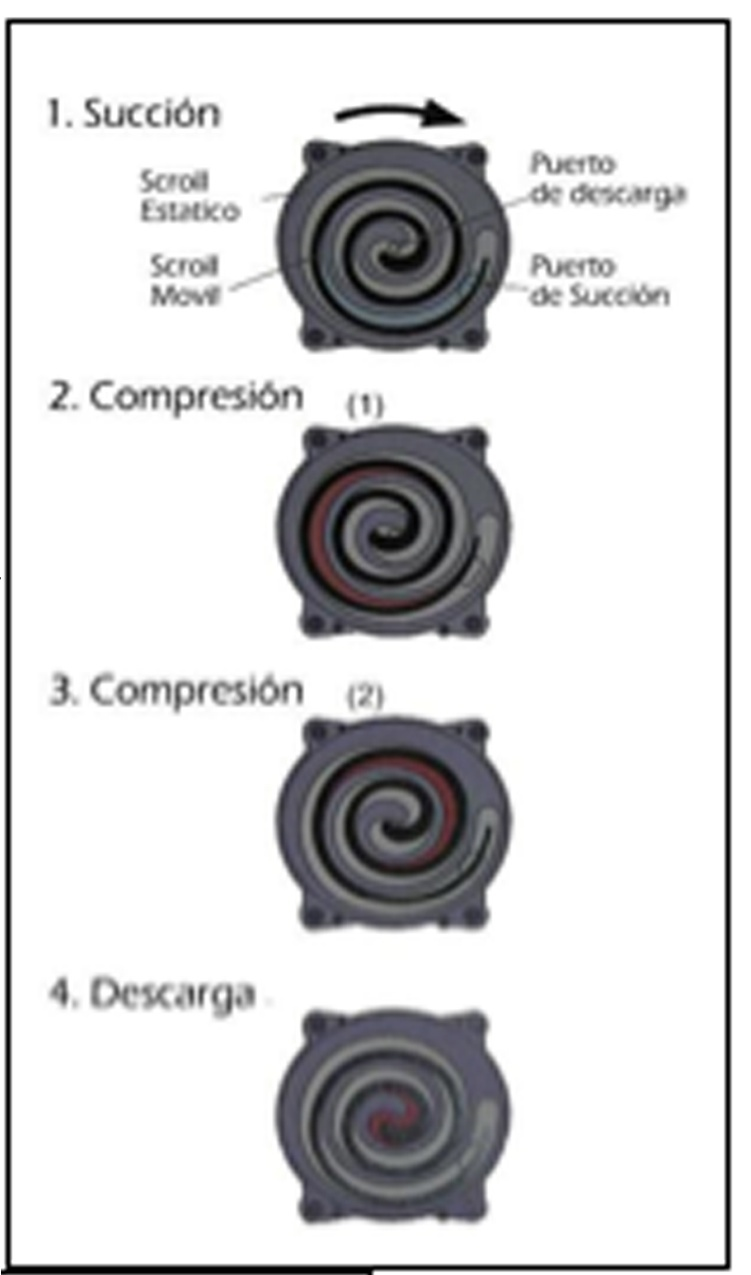 1. Succión
Scroll
Estatico
Puerto
de descarga
Scroll
Movil
Puerto
de Succión
2. Compresión (1)
3. Compresión (2)
4. Descarga